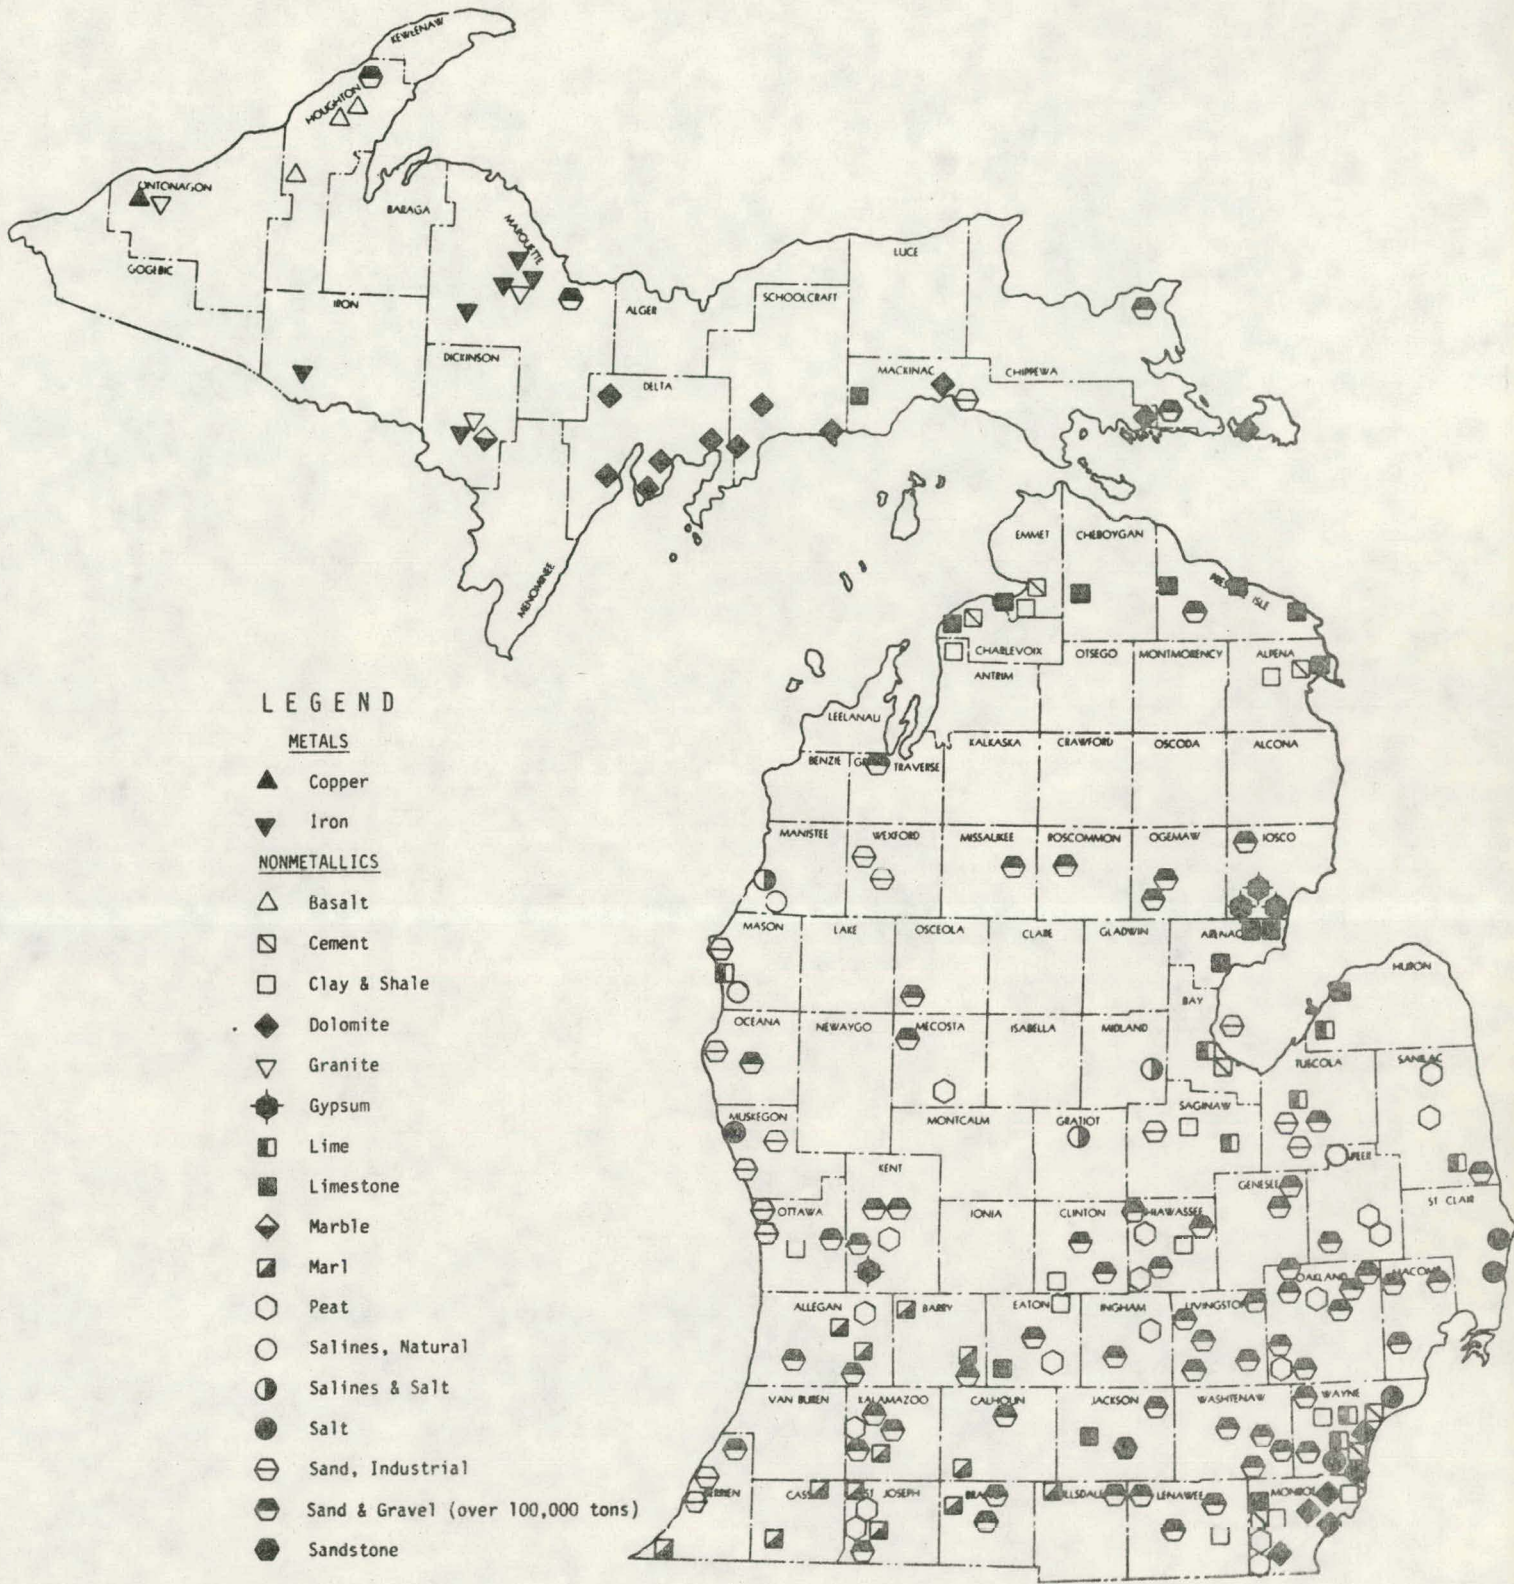 KEWEENAW
HOUGHTON
ONTONAGON
BARAGA
MARQUETTE
GOGEBIC
LUCE
IRON
ALGER
SCHOOLCRAFT
DICKINSON
DELTA
MACKINAC
CHIPPEWA
MENOMINEE
EMMET
CHEBOYGAN
PRES
ISLE
CHARLEVOIX
OTSEGO
MONTMORENCY
ALPENA
ANTRIM
LEELANAU
KALKASKA
CRAWFORD
OSCODA
ALCONA
BENZIE
TRAVERSE
MANISTEE
WEXFORD
MISSAUKEE
ROSCOMMON
OGEMAW
IOSCO
MASON
LAKE
OSCEOLA
CLARE
GLADWIN
ARENAC
HURON
BAY
OCEANA
NEWAYGO
MECOSTA
ISABELLA
MIDLAND
TUSCOLA
SANILAC
MUSKEGON
MONTCALM
GRATIOT
SAGINAW
KENT
GENESEE
ST CLAIR
OTTAWA
IONIA
CLINTON
SHIAWASSEE
OAKLAND
MACOMB
ALLEGAN
BARRY
EATON
INGHAM
LIVINGSTON
VAN BUREN
KALAMAZOO
CALHOUN
JACKSON
WASHTENAW
WAYNE
ST JOSEPH
LENAWEE
MONROE
LEGEND
METALS
Copper
Iron
NONMETALLICS
Basalt
Cement
Clay & Shale
Dolomite
Granite
Gypsum
Lime
Limestone
Marble
Marl
Peat
Salines, Natural
Salines & Salt
Salt
Sand, Industrial
Sand & Gravel (over 100,000 tons)
Sandstone